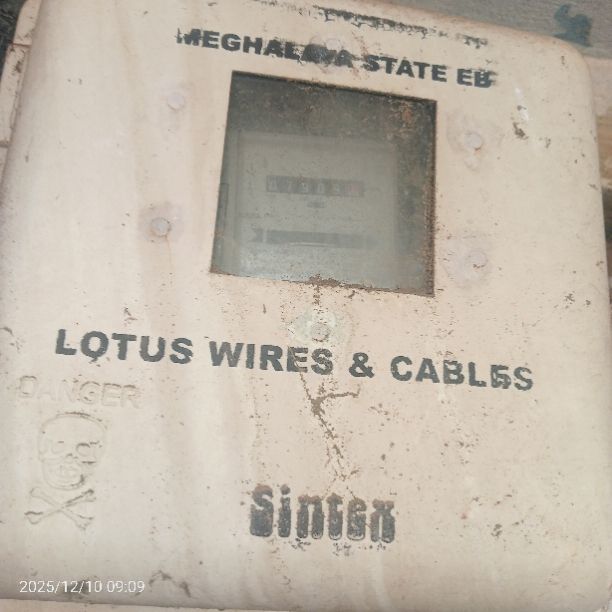 MEGHALAYA STATE EB
LOTUS WIRES & CABLES
DANGER
Sintex
2025/12/10 09:09